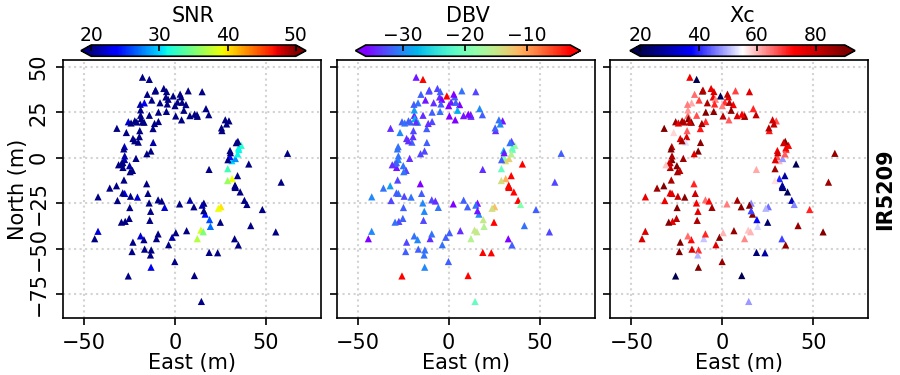 SNR DBV Xc
20 30 40 50 −30 −20 −10 20 40 60 80
50
25
0
−25
−50
−75
North (m)
IR5209
−50 0 50 −50 0 50 −50 0 50
East (m) East (m) East (m)